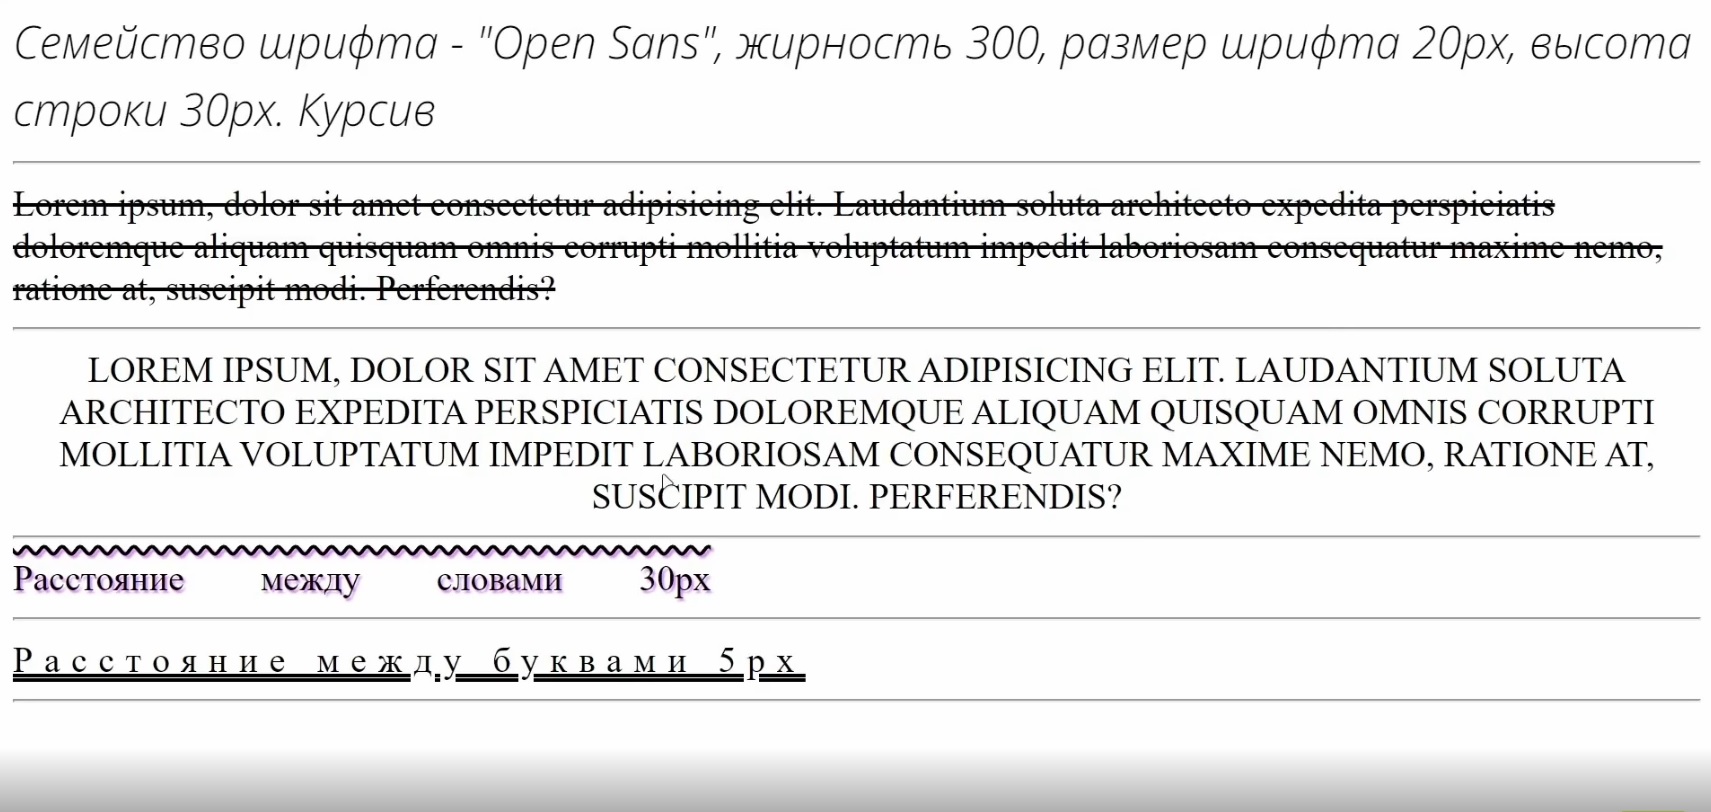 Семейство шрифта - "Open Sans", жирность 300, размер шрифта 20px, высота
строки 30px. Курсив
Lorem ipsum, dolor sit amet consectetur adipisicing elit. Laudantium soluta architecto expedita perspiciatis
doloremque aliquam quisquam omnis corrupti mollitia voluptatum impedit laboriosam consequatur maxime nemo,
ratione at, suscipit modi. Perferendis?
LOREM IPSUM, DOLOR SIT AMET CONSECTETUR ADIPISICING ELIT. LAUDANTIUM SOLUTA
ARCHITECTO EXPEDITA PERSPICIATIS DOLOREMQUE ALIQUAM QUISQUAM OMNIS CORRUPTI
MOLLITIA VOLUPTATUM IMPEDIT LABORIOSAM CONSEQUATUR MAXIME NEMO, RATIONE AT,
SUSCIPIT MODI. PERFERENDIS?
Расстояние между словами 30px
Расстояние между буквами 5px